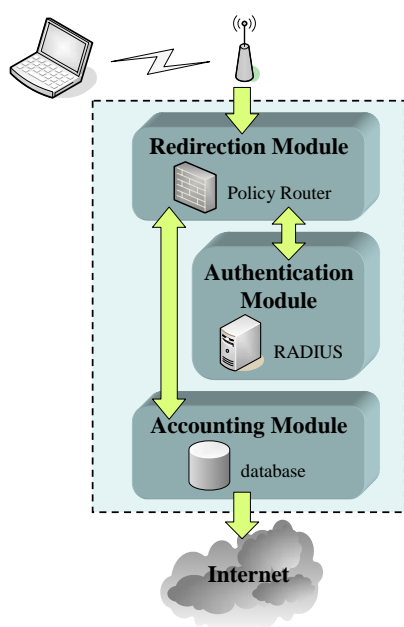 Redirection Module
Policy Router
Authentication
Module
RADIUS
Accounting Module
database
Internet